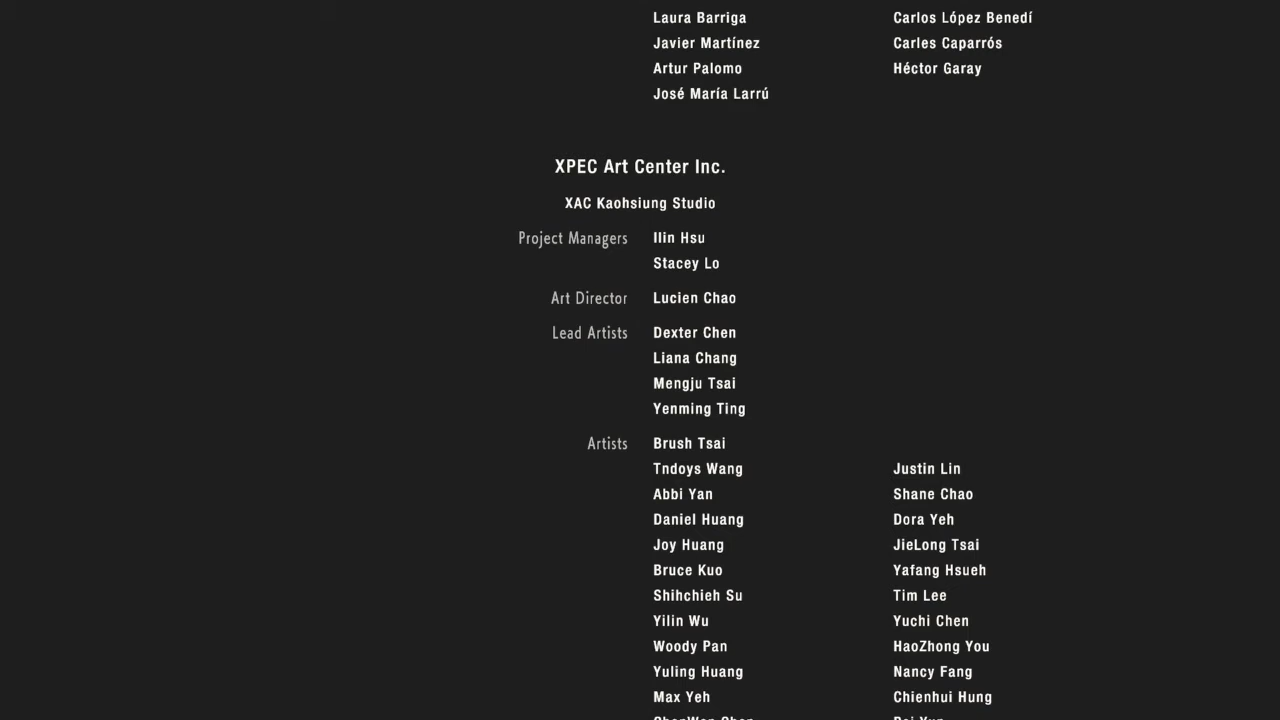 Laura Barriga Carlos López Benedí
Javier Martínez Carles Caparrós
Artur Palomo Héctor Garay
José María Larrú
XPEC Art Center Inc.
XAC Kaohsiung Studio
Project Managers Ilin Hsu
Stacey Lo
Art Director Lucien Chao
Lead Artists Dexter Chen
Liana Chang
Mengju Tsai
Yenming Ting
Artists Brush Tsai
Tndoys Wang Justin Lin
Abbi Yan Shane Chao
Daniel Huang Dora Yeh
Joy Huang JieLong Tsai
Bruce Kuo Yafang Hsueh
Shihchieh Su Tim Lee
Yilin Wu Yuchi Chen
Woody Pan HaoZhong You
Yuling Huang Nancy Fang
Max Yeh Chienhui Hung